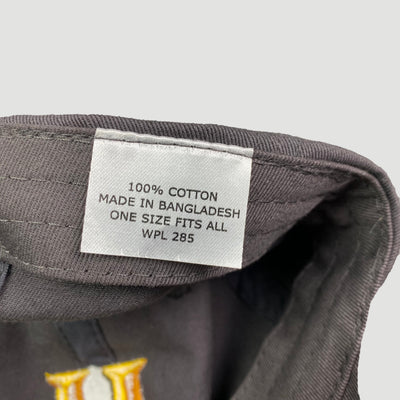 100% COTTON
MADE IN BANGLADESH
ONE SIZE FITS ALL
WPL 285